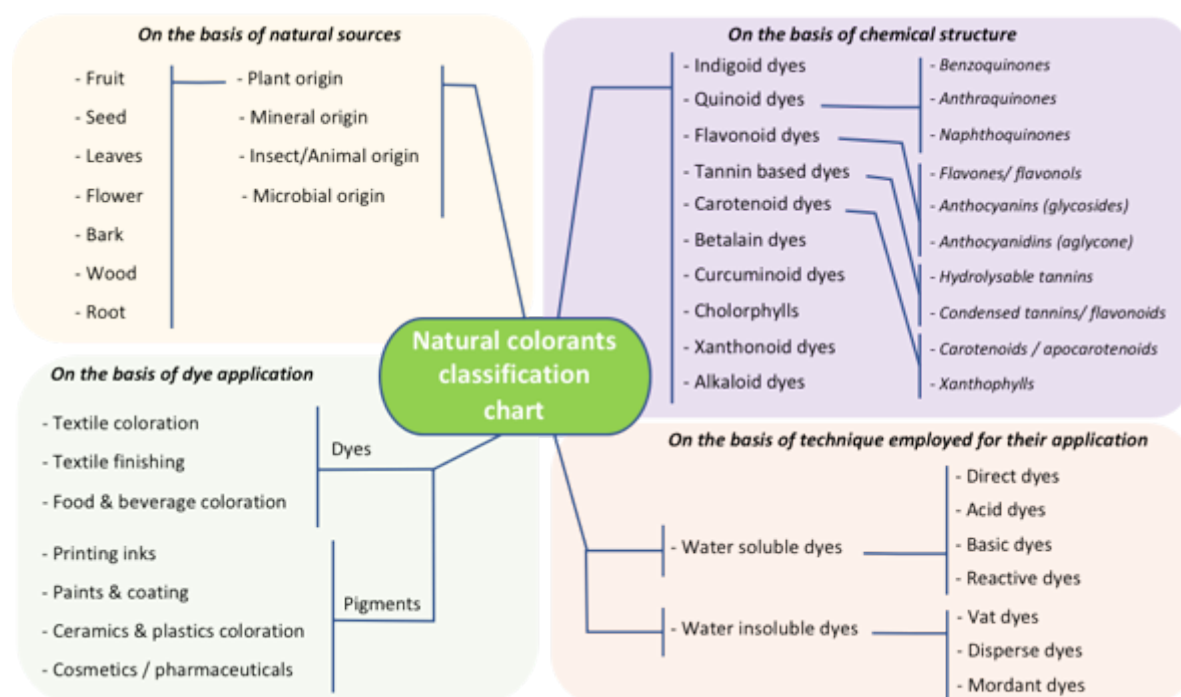 On the basis of natural sources
- Fruit
- Seed
- Leaves
- Flower
- Bark
- Wood
- Root
- Plant origin
- Mineral origin
- Insect/Animal origin
- Microbial origin
On the basis of chemical structure
- Indigoid dyes
- Quinoid dyes
- Flavonoid dyes
- Tannin based dyes
- Carotenoid dyes
- Betalain dyes
- Curcuminoid dyes
- Cholorphylls
- Xanthonoid dyes
- Alkaloid dyes
- Benzoquinones
- Anthraquinones
- Naphthoquinones
- Flavones/ flavonols
- Anthocyanins (glycosides)
- Anthocyanidins (aglycone)
- Hydrolysable tannins
- Condensed tannins/ flavonoids
- Carotenoids / apocarotenoids
- Xanthophylls
Natural colorants
classification
chart
On the basis of dye application
- Textile coloration
- Textile finishing
- Food & beverage coloration
Dyes
- Printing inks
- Paints & coating
- Ceramics & plastics coloration
- Cosmetics / pharmaceuticals
Pigments
On the basis of technique employed for their application
- Water soluble dyes
- Direct dyes
- Acid dyes
- Basic dyes
- Reactive dyes
- Water insoluble dyes
- Vat dyes
- Disperse dyes
- Mordant dyes